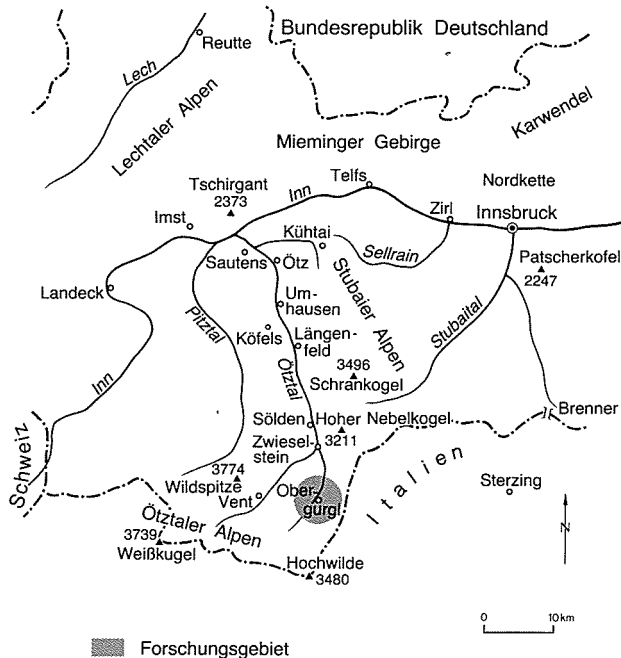 Bundesrepublik Deutschland
Reutte
Lech
Lechtaler Alpen
Karwendel
Mieminger Gebirge
Telfs
Tschirgant
2373
Inn
Nordkette
Imst
Zirl
Innsbruck
Kühtai
Sellrain
Sautens
Ötz
Patscherkofel
2247
Landeck
Um-
hausen
Stubaier Alpen
Pitztal
Köfels
Längen-
feld
Ötztal
Stubaital
3496
Schrankogel
Inn
Sölden
Hoher Nebelkogel
3211
Brenner
Zwiesel-
stein
Schweiz
3774
Wildspitze
Vent
Ober-
gurgl
Italien
Sterzing
Ötztaler Alpen
3739
Weißkugel
Hochwilde
3480
N
0 10 km
Forschungsgebiet